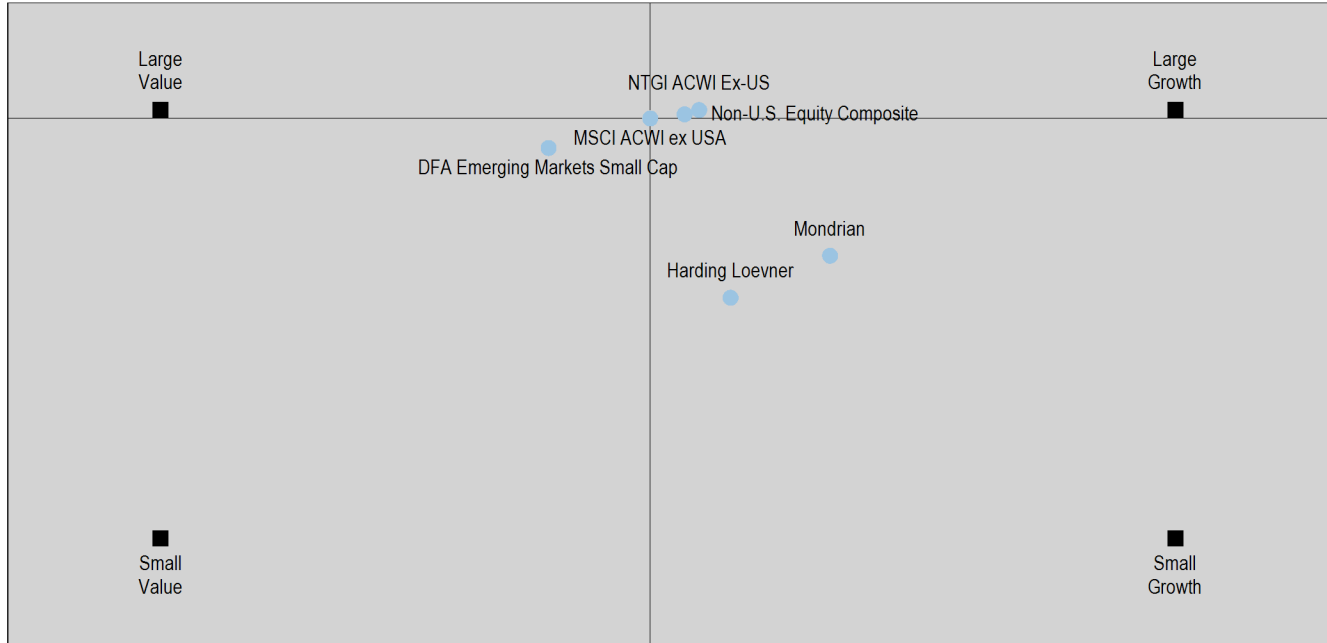 Large
Value
NTGI ACWI Ex-US
Large
Growth
Non-U.S. Equity Composite
MSCI ACWI ex USA
DFA Emerging Markets Small Cap
Mondrian
Harding Loevner
Small
Value
Small
Growth